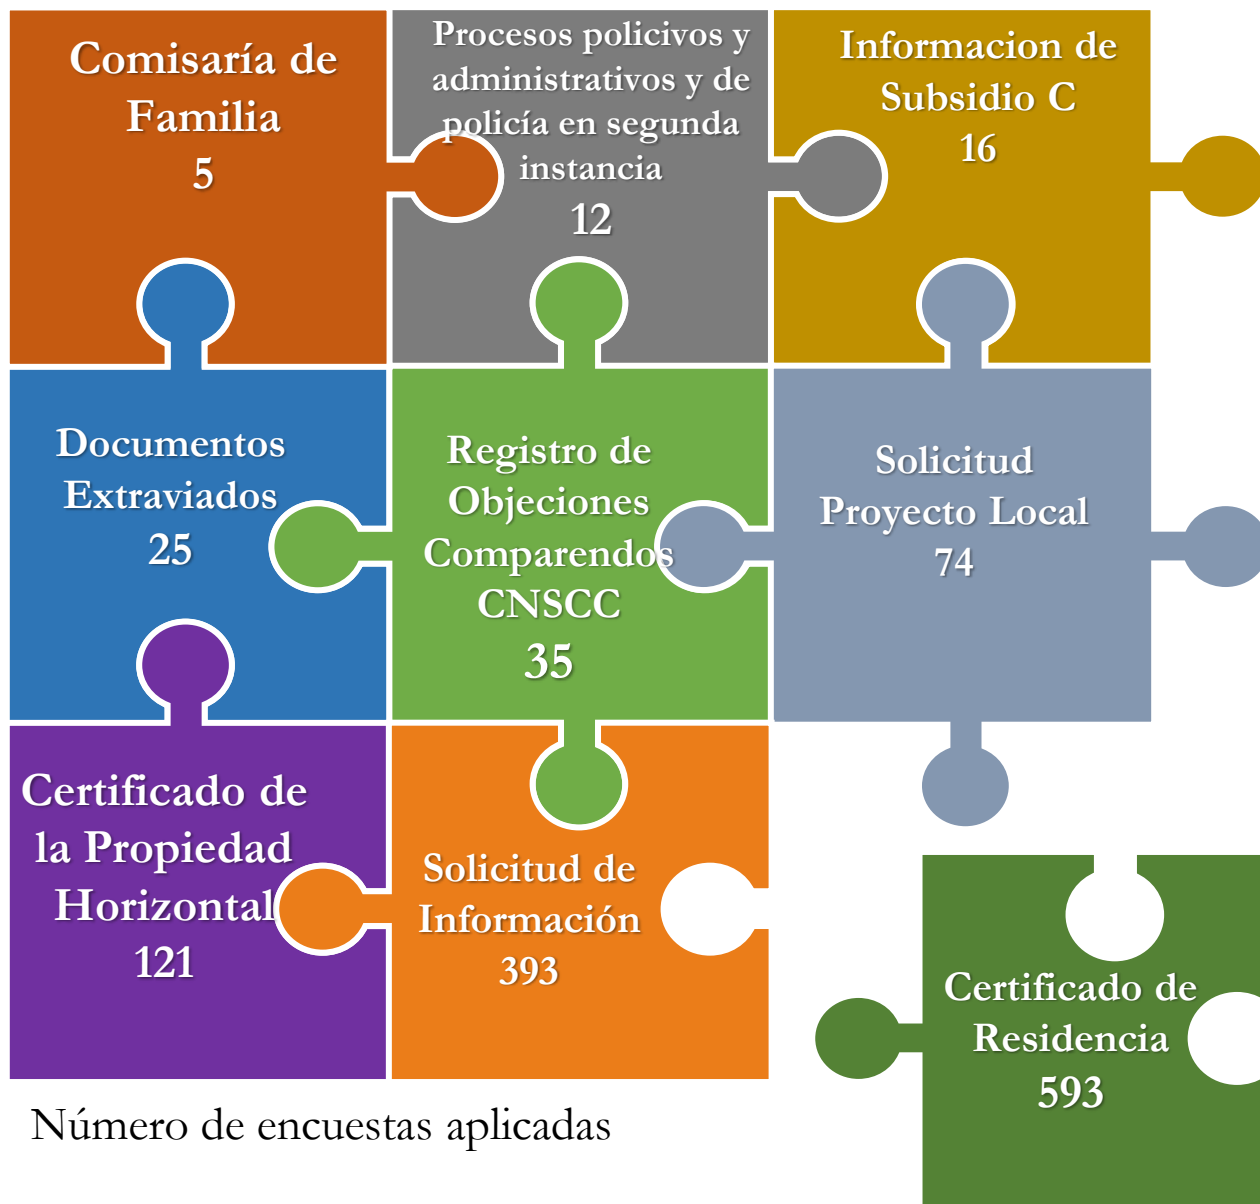 Comisaría de
Familia
5
Procesos policivos y
administrativos y de
policía en segunda
instancia
12
Informacion de
Subsidio C
16
Documentos
Extraviados
25
Registro de
Objeciones
Comparendos
CNSCC
35
Solicitud
Proyecto Local
74
Certificado de
la Propiedad
Horizontal
121
Solicitud de
Información
393
Certificado de
Residencia
593
Número de encuestas aplicadas